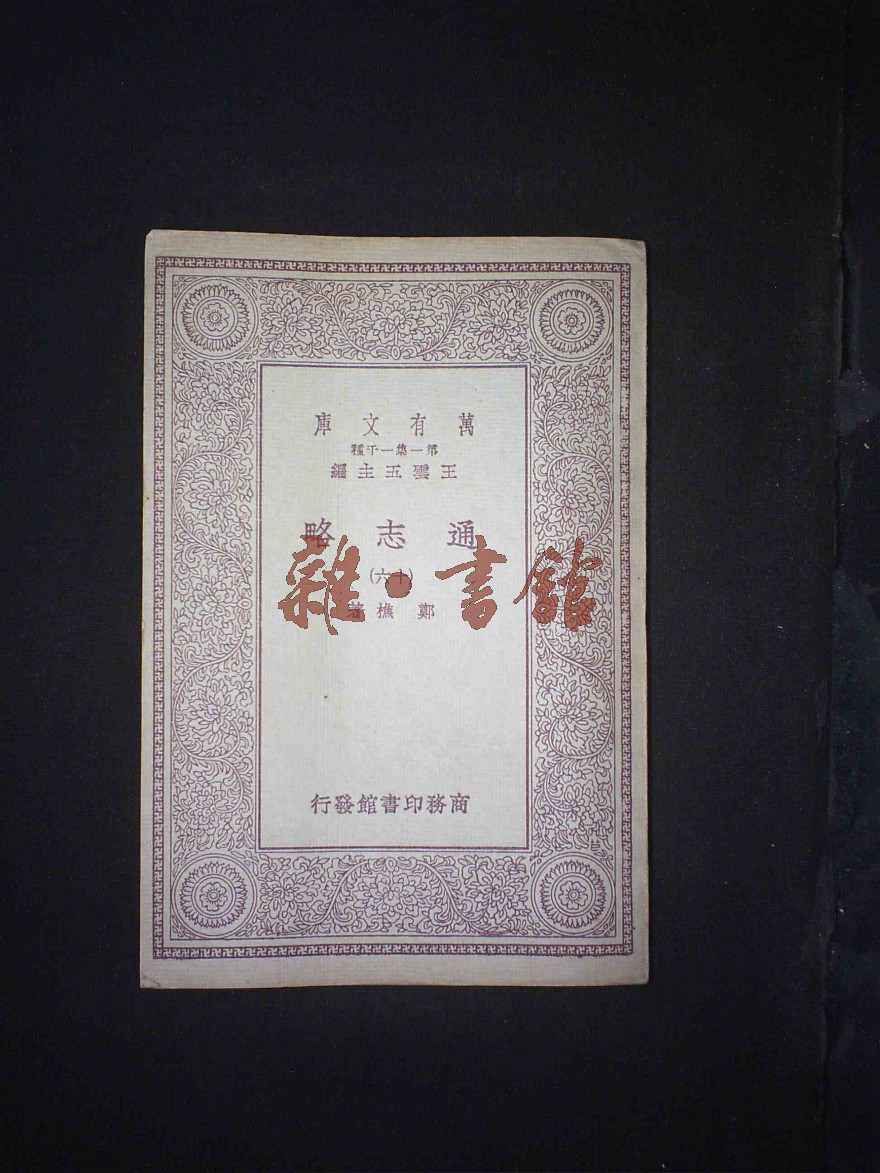 萬有文庫
第一集一千種
王雲五主編
通志略
(十六)
鄭樵著
雜·書館
商務印書館發行